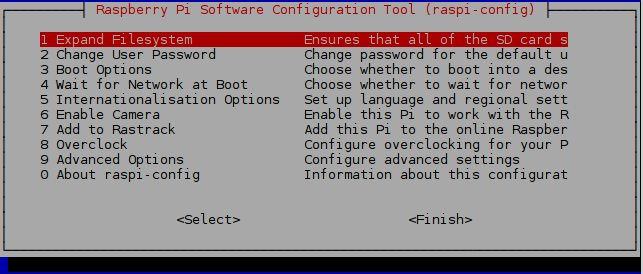 Raspberry Pi Software Configuration Tool (raspi-config)
1 Expand Filesystem Ensures that all of the SD card s
2 Change User Password Change password for the default u
3 Boot Options Choose whether to boot into a des
4 Wait for Network at Boot Choose whether to wait for networ
5 Internationalisation Options Set up language and regional sett
6 Enable Camera Enable this Pi to work with the R
7 Add to Rastrack Add this Pi to the online Raspber
8 Overclock Configure overclocking for your P
9 Advanced Options Configure advanced settings
0 About raspi-config Information about this configurat
<Select> <Finish>